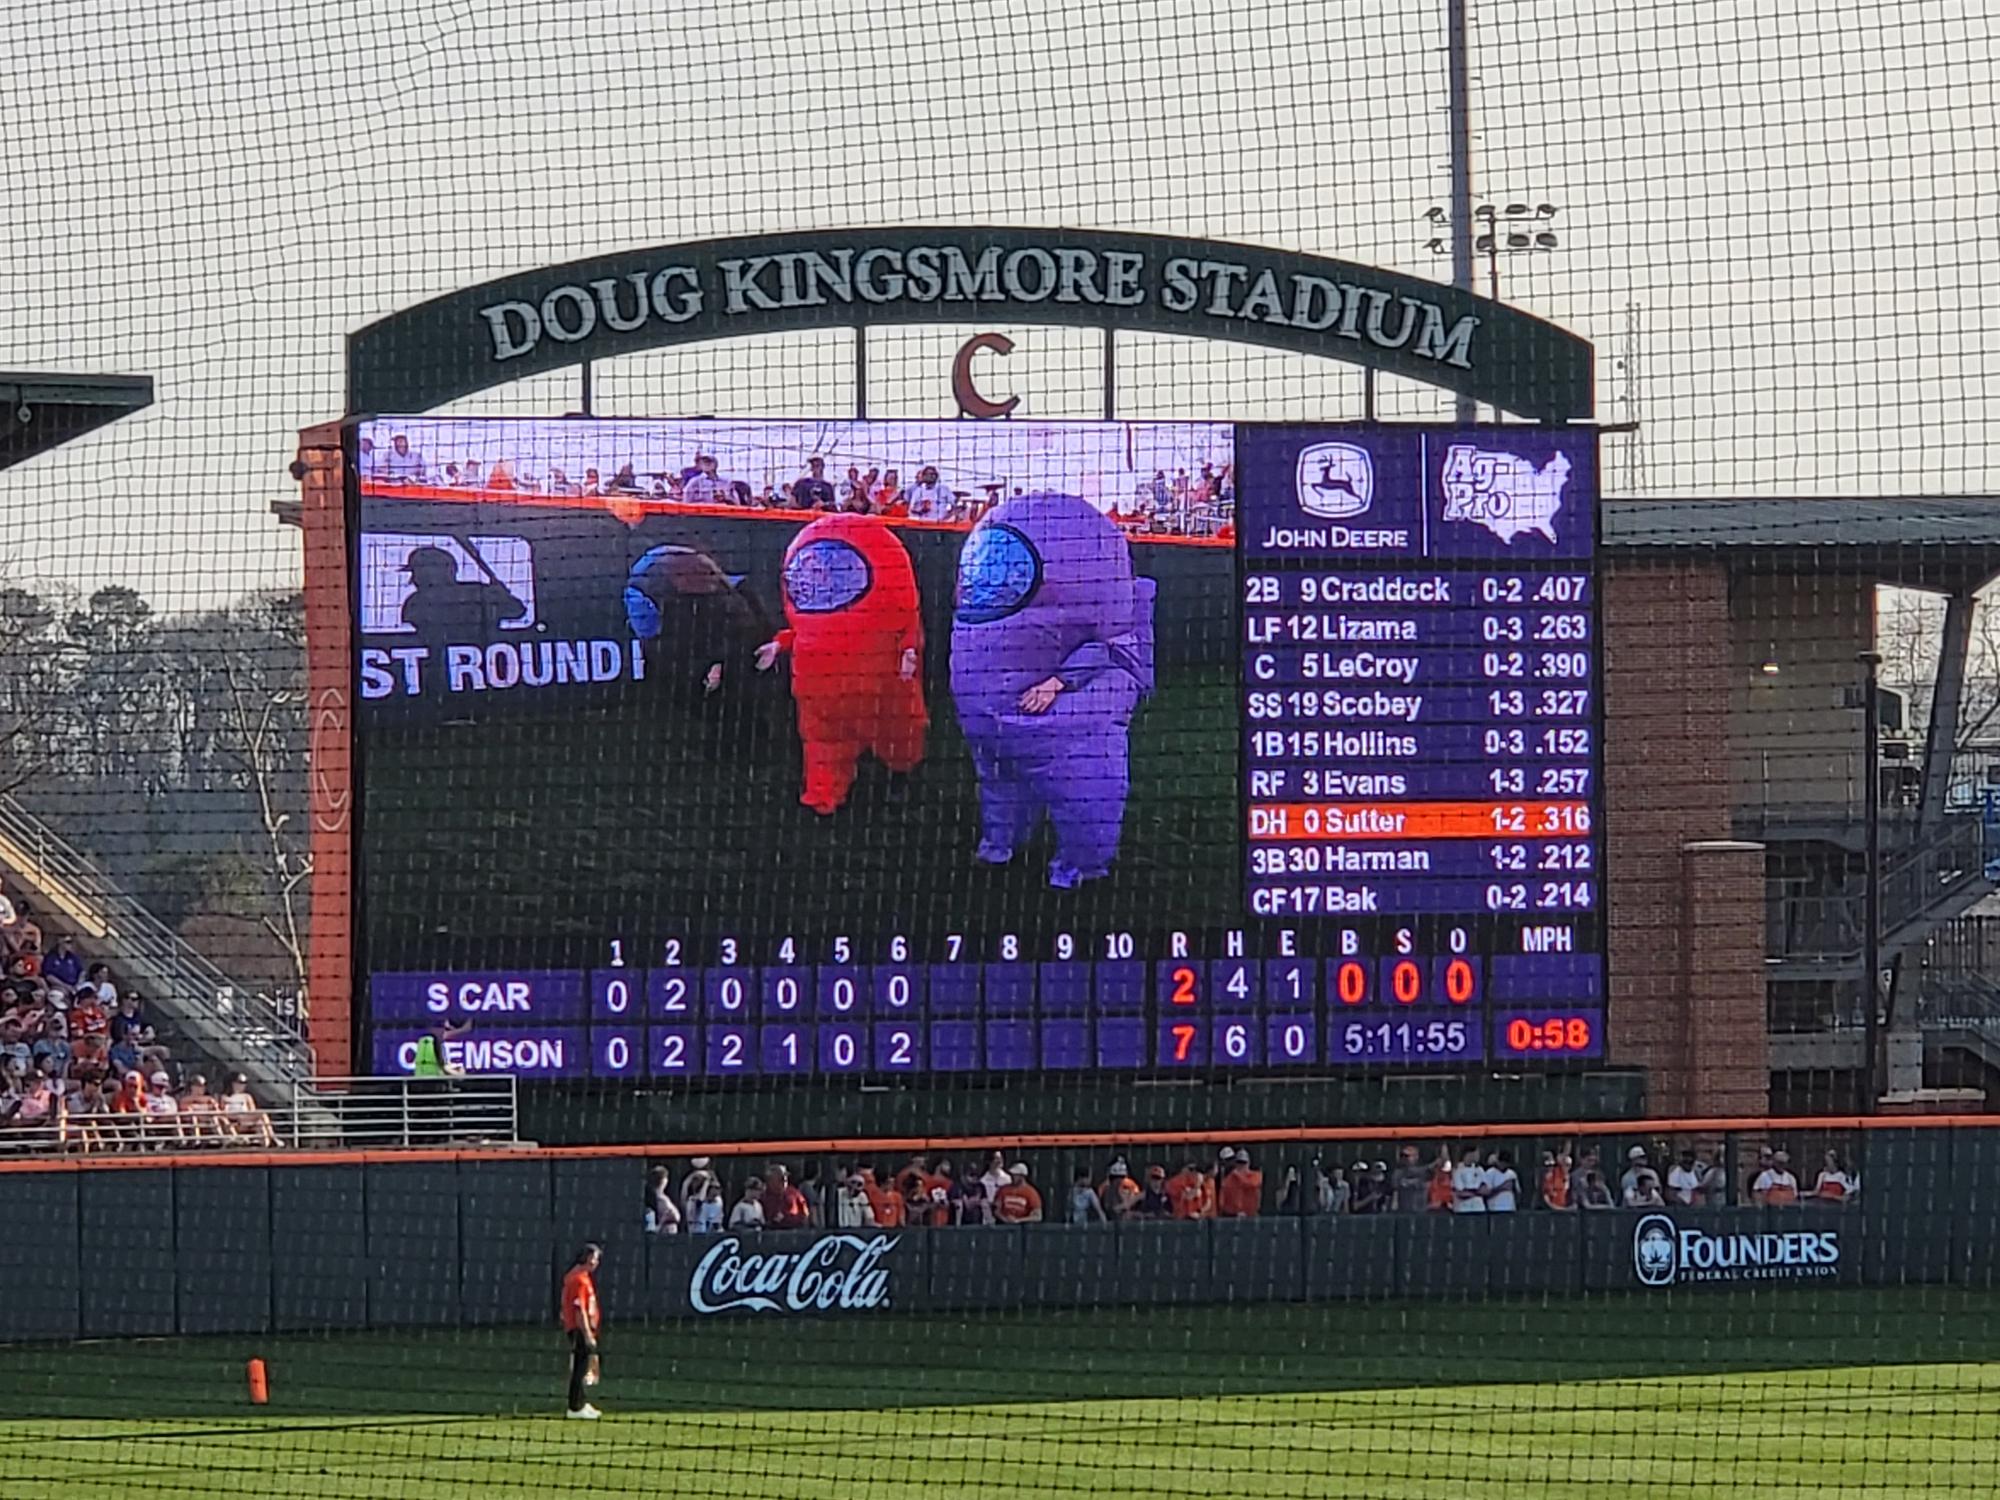 DOUG KINGSMORE STADIUM
C
ST ROUND
JOHN DEERE
Ag-Pro
2B 9 Craddock 0-2 .407
LF 12 Lizama 0-3 .263
C 5 LeCroy 0-2 .390
SS 19 Scobey 1-3 .327
1B 15 Hollins 0-3 .152
RF 3 Evans 1-3 .257
DH 0 Sutter 1-2 .316
3B 30 Harman 1-2 .212
CF 17 Bak 0-2 .214
1 2 3 4 5 6 7 8 9 10 R H E B S O MPH
S CAR 0 2 0 0 0 0 2 4 1 0 0 0
CLEMSON 0 2 2 1 0 2 7 6 0 5:11:55 0:58
Coca-Cola
FOUNDERS
FEDERAL CREDIT UNION